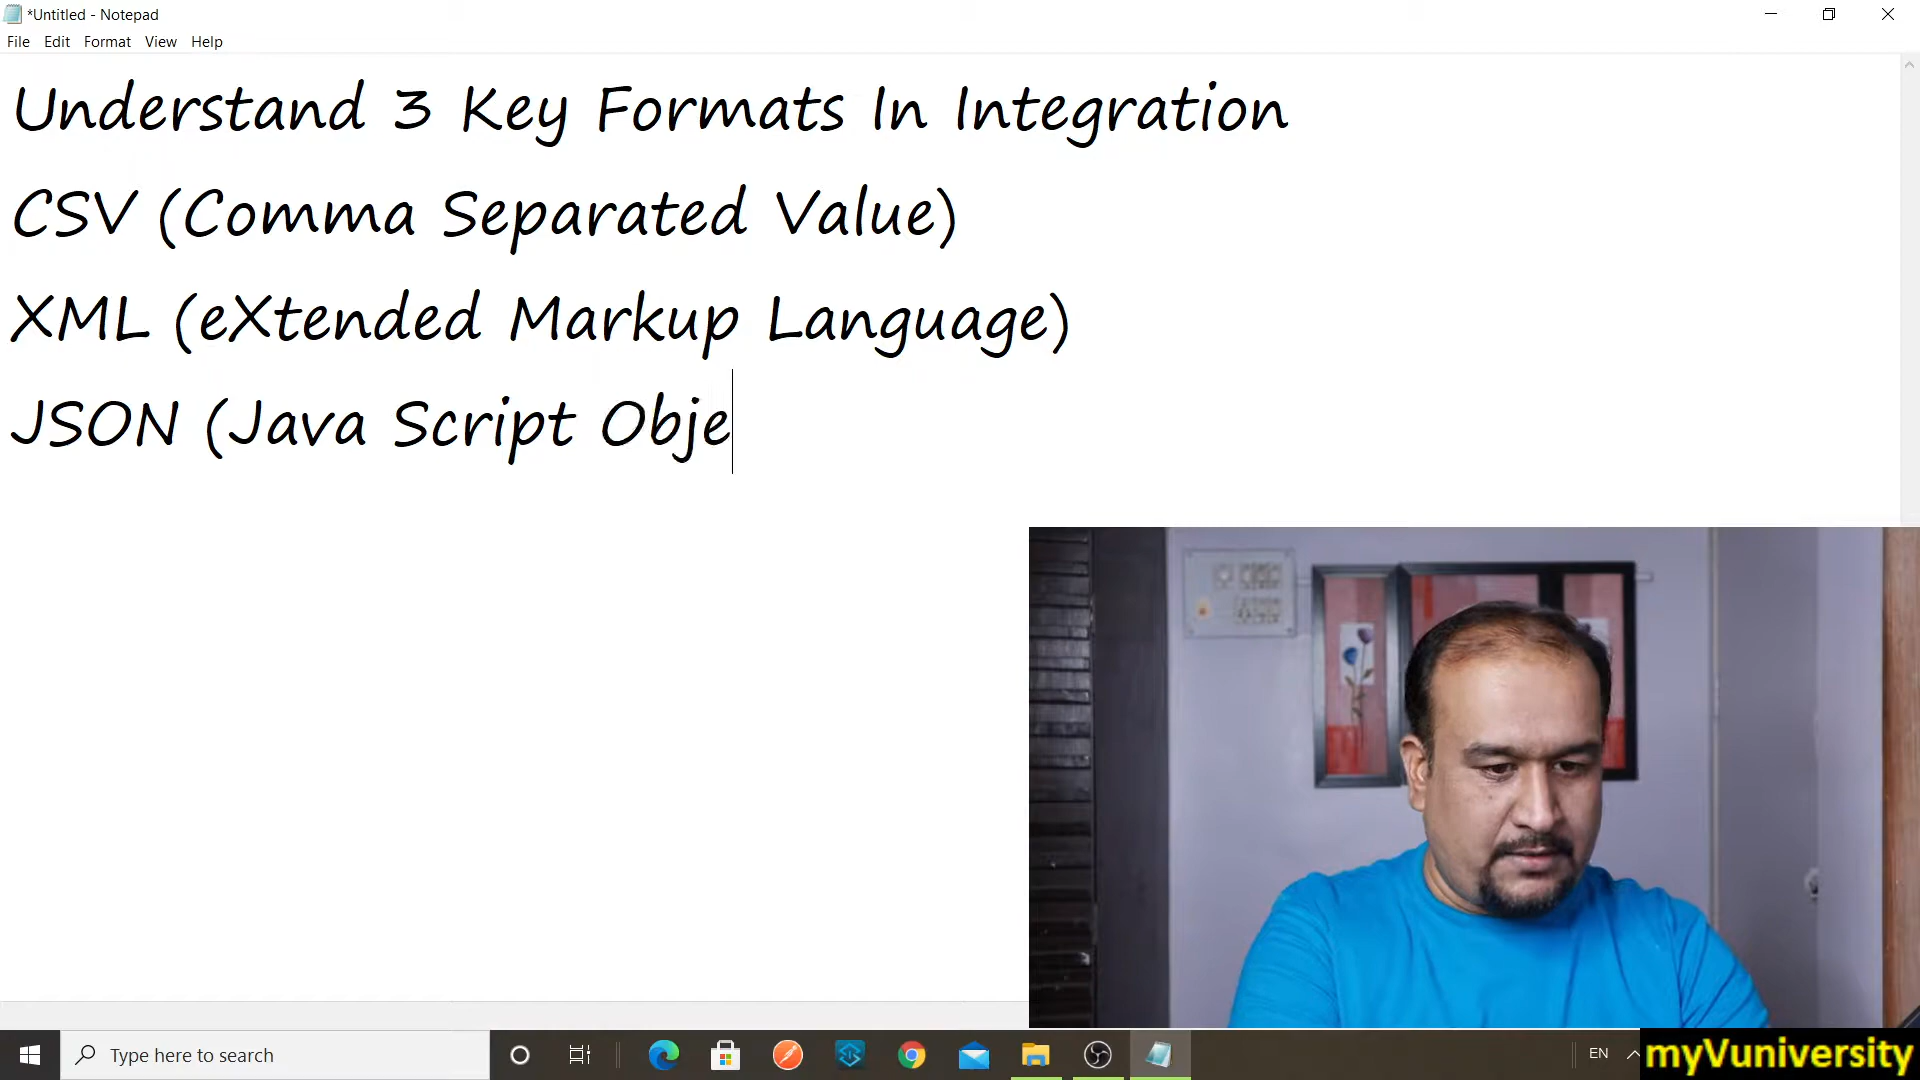 *Untitled - Notepad
File Edit Format View Help
Understand 3 Key Formats In Integration
CSV (Comma Separated Value)
XML (eXtended Markup Language)
JSON (Java Script Obje
Type here to search
EN
myVuniversity